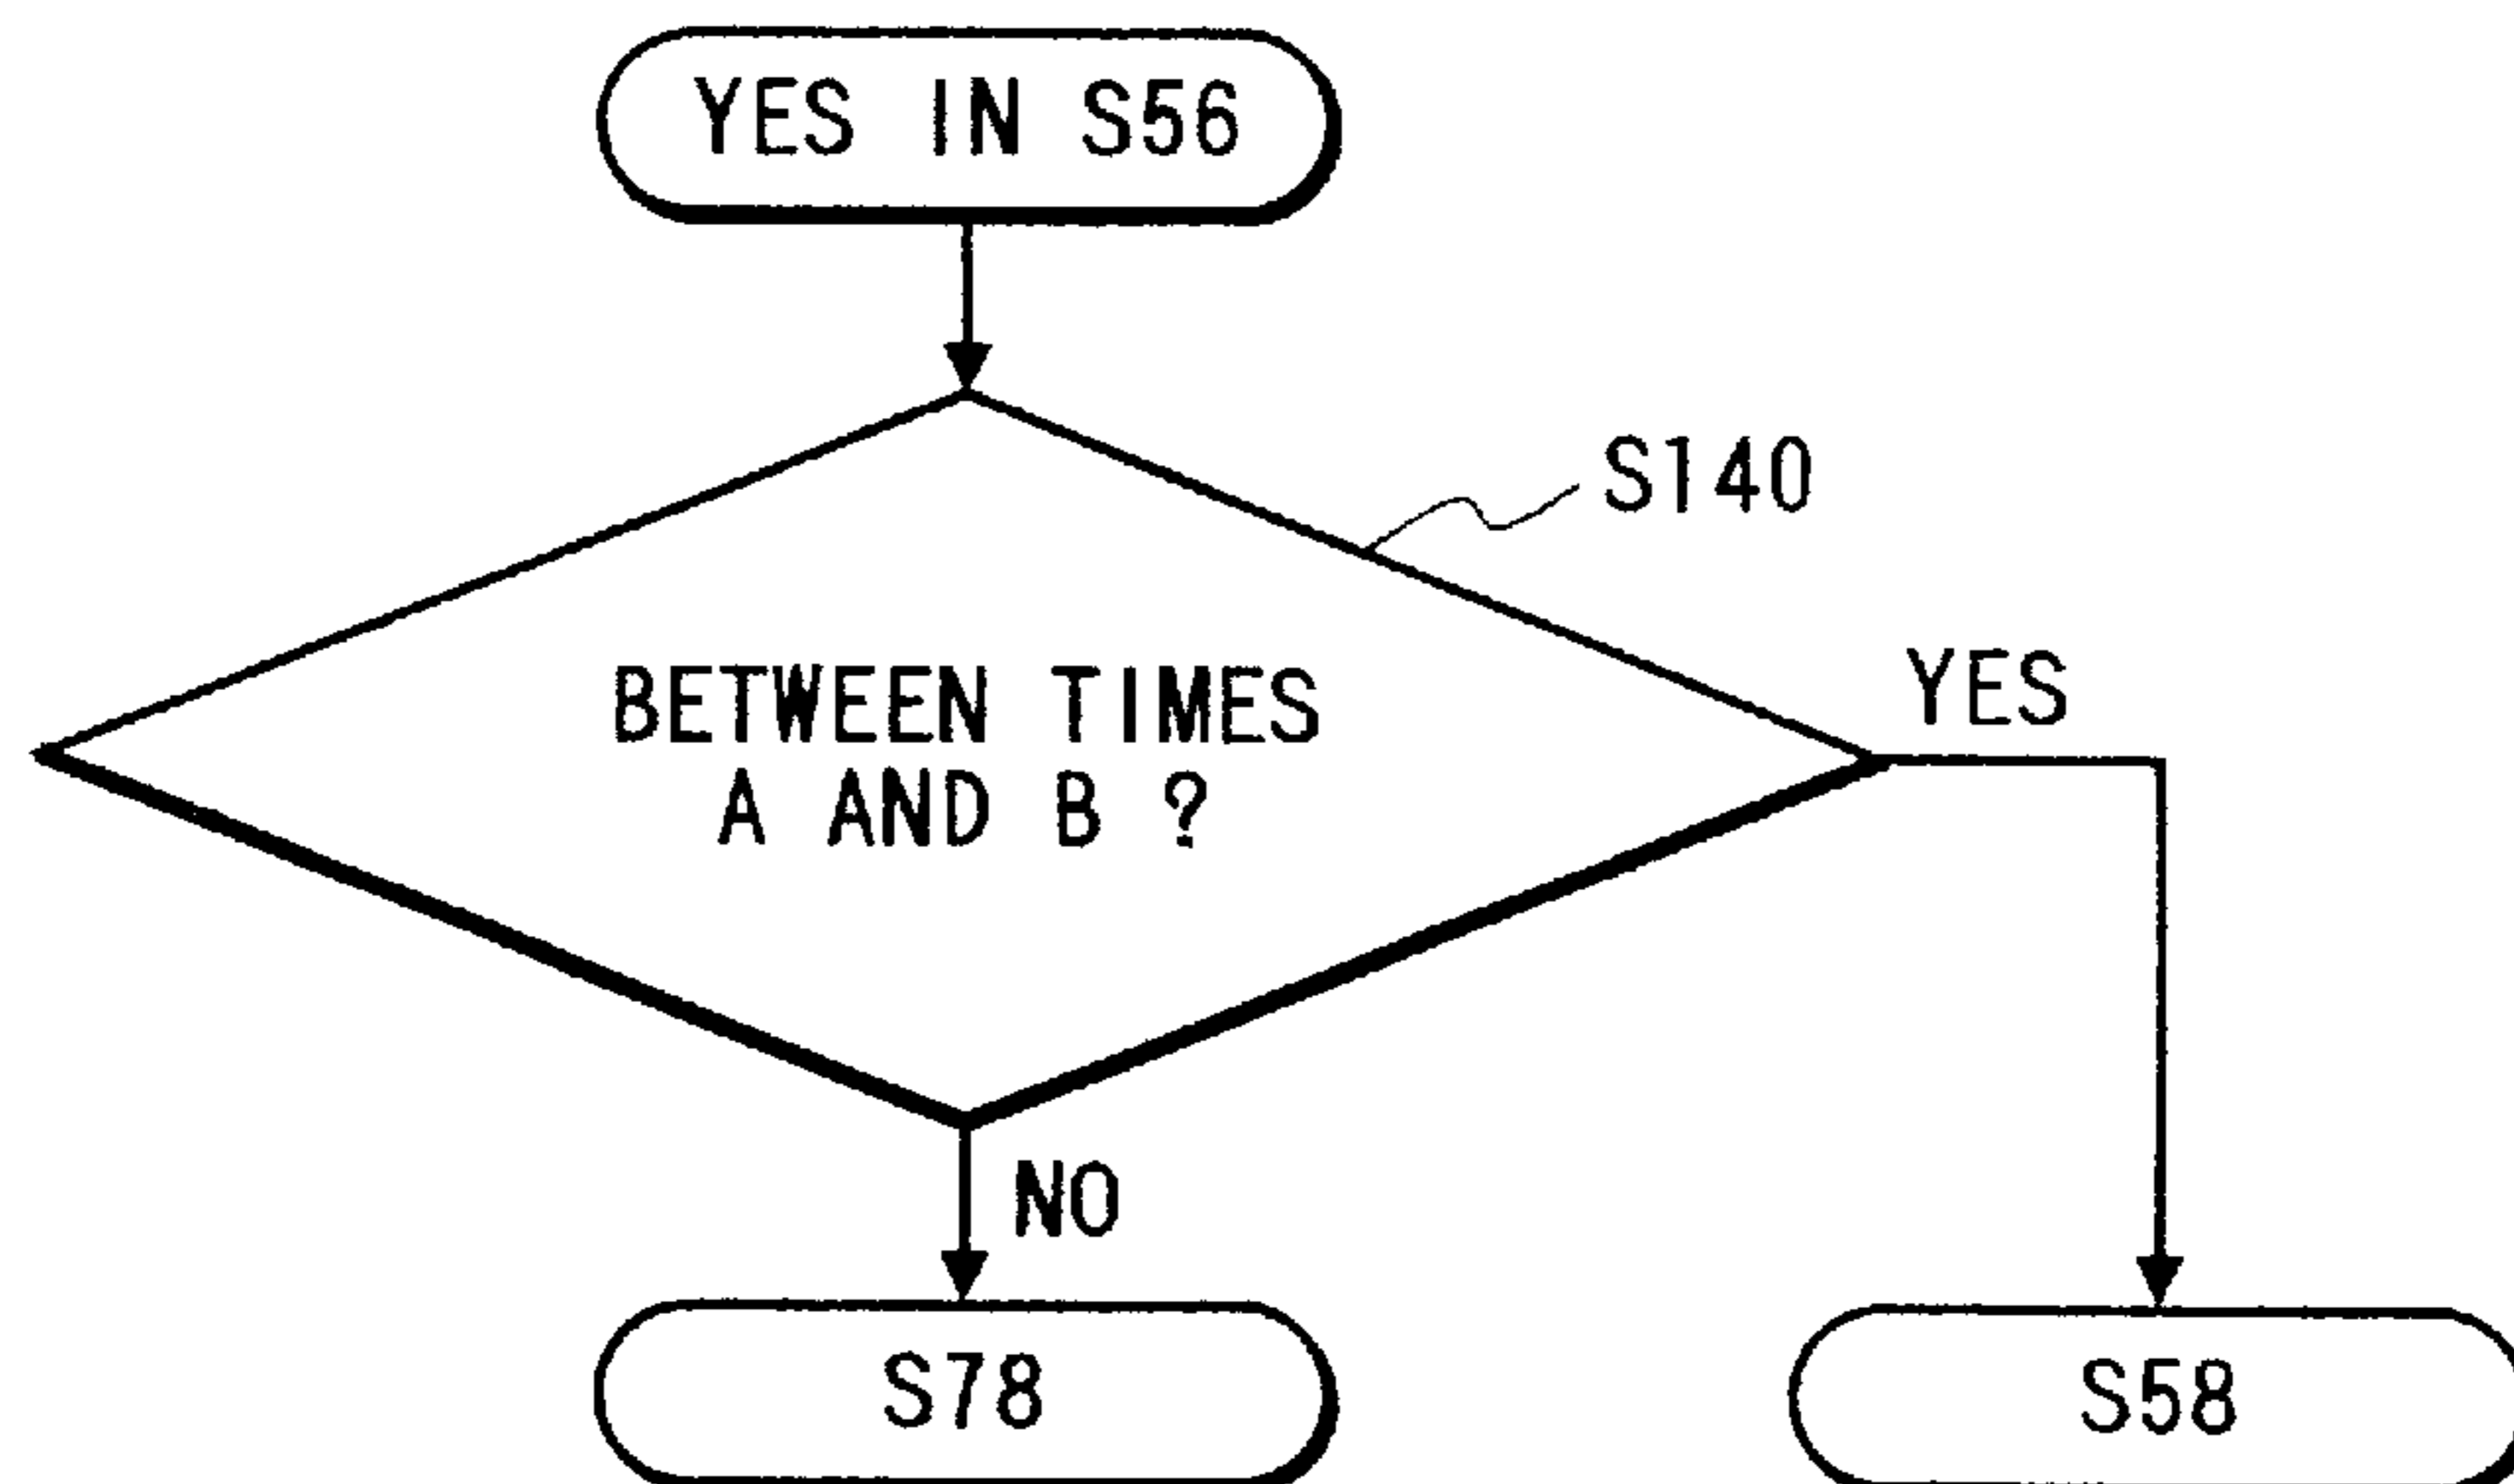 YES IN S56
S140
BETWEEN TIMES
A AND B ?
YES
NO
S78
S58